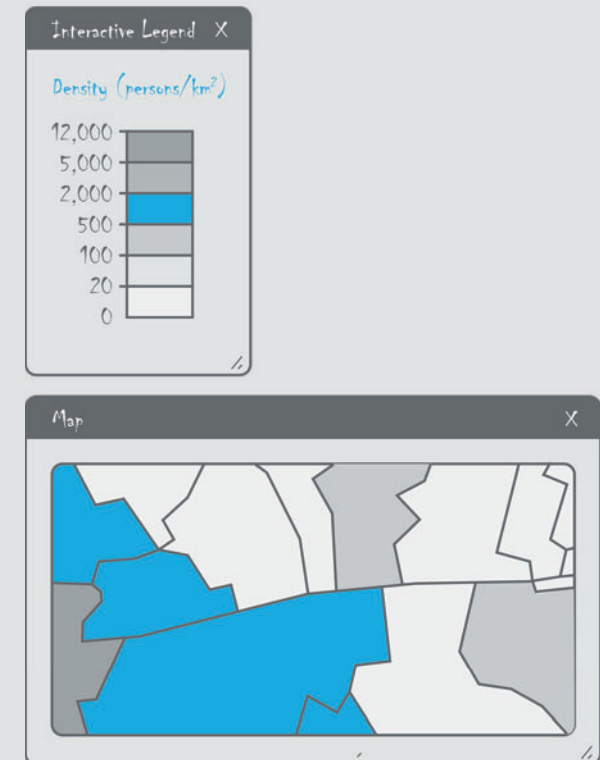 Interactive Legend X
Density (persons/km²)
12,000
5,000
2,000
500
100
20
0
Map X